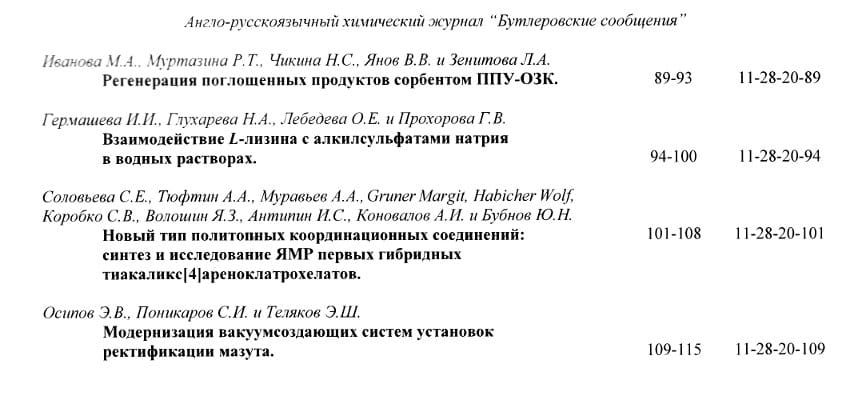 Англо-русскоязычный химический журнал “Бутлеровские сообщения”
Иванова М.А., Муртазина Р.Т., Чикина Н.С., Янов В.В. и Зенитова Л.А.
Регенерация поглощенных продуктов сорбентом ППУ-ОЗК. 89-93 11-28-20-89
Гермашева И.И., Глухарева Н.А., Лебедева О.Е. и Прохорова Г.В.
Взаимодействие L-лизина с алкилсульфатами натрия
в водных растворах. 94-100 11-28-20-94
Соловьева С.Е., Тюфтин А.А., Муравьев А.А., Gruner Margit, Habicher Wolf,
Коробко С.В., Волошин Я.З., Антипин И.С., Коновалов А.И. и Бубнов Ю.Н.
Новый тип политопных координационных соединений: 101-108 11-28-20-101
синтез и исследование ЯМР первых гибридных
тиакаликс[4]ареноклатрохелатов.
Осипов Э.В., Поникаров С.И. и Теляков Э.Ш.
Модернизация вакуумсоздающих систем установок
ректификации мазута. 109-115 11-28-20-109